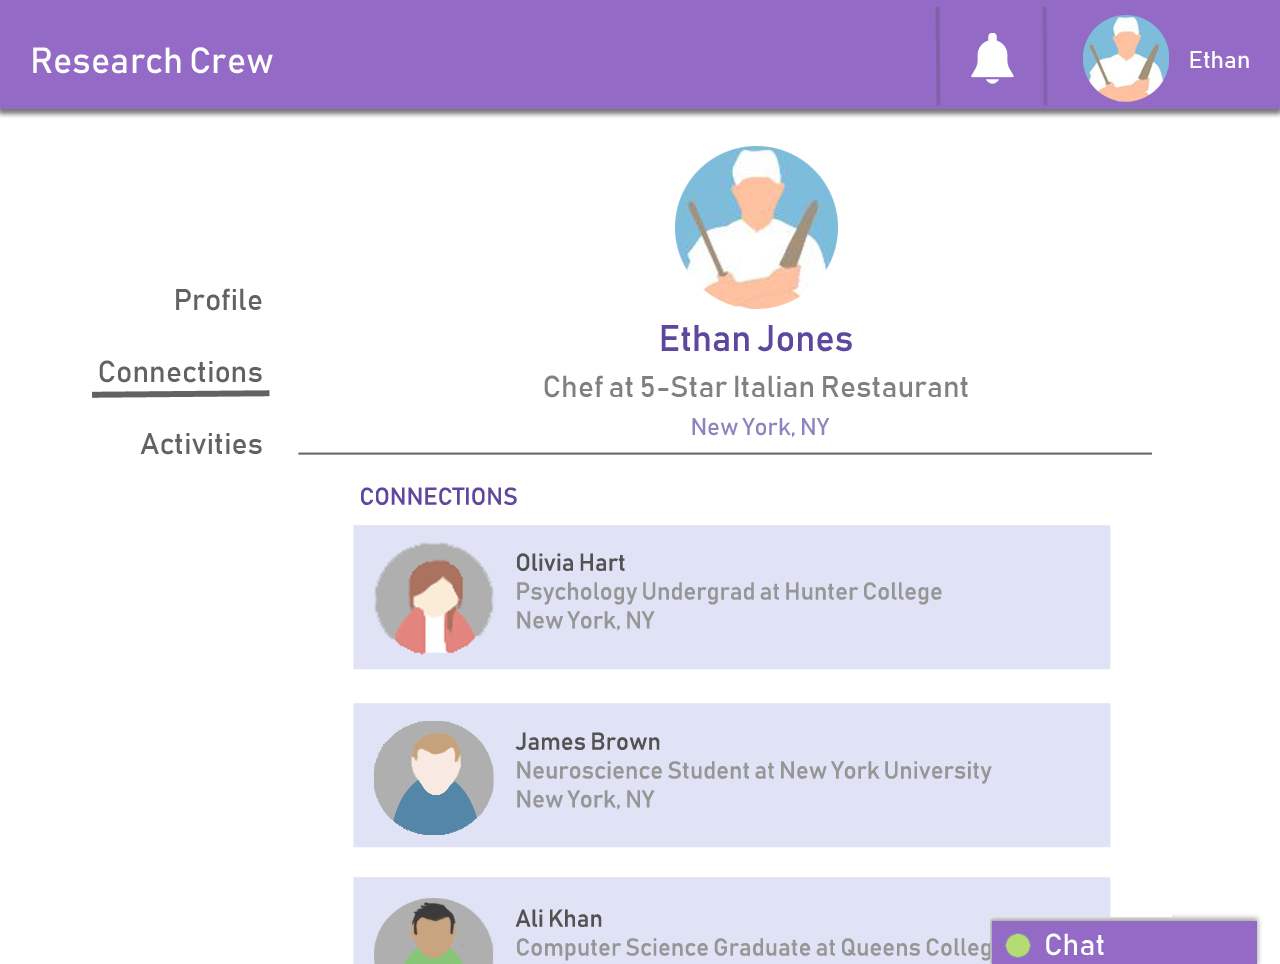 Research Crew
Ethan
Profile
Connections
Activities
Ethan Jones
Chef at 5-Star Italian Restaurant
New York, NY
CONNECTIONS
Olivia Hart
Psychology Undergrad at Hunter College
New York, NY
James Brown
Neuroscience Student at New York University
New York, NY
Ali Khan
Computer Science Graduate at Queens Colleg
Chat